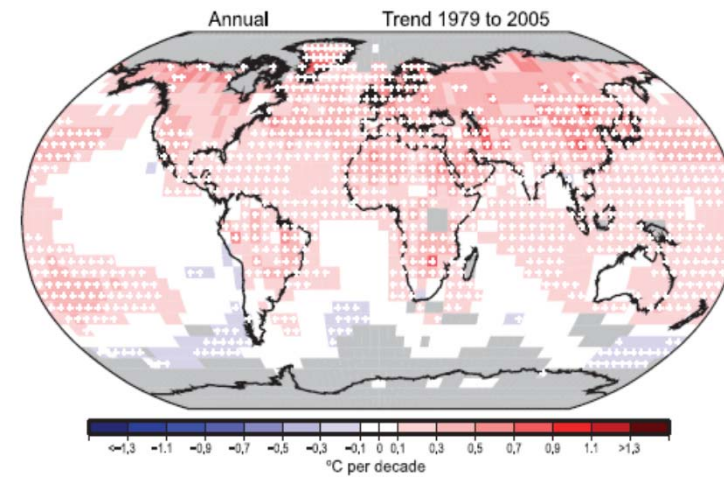 Annual Trend 1979 to 2005
<-1,3 -1.1 -0,9 -0,7 -0,5 -0,3 -0,1 0 0,1 0,3 0,5 0,7 0,9 1.1 >1,3
ºC per decade